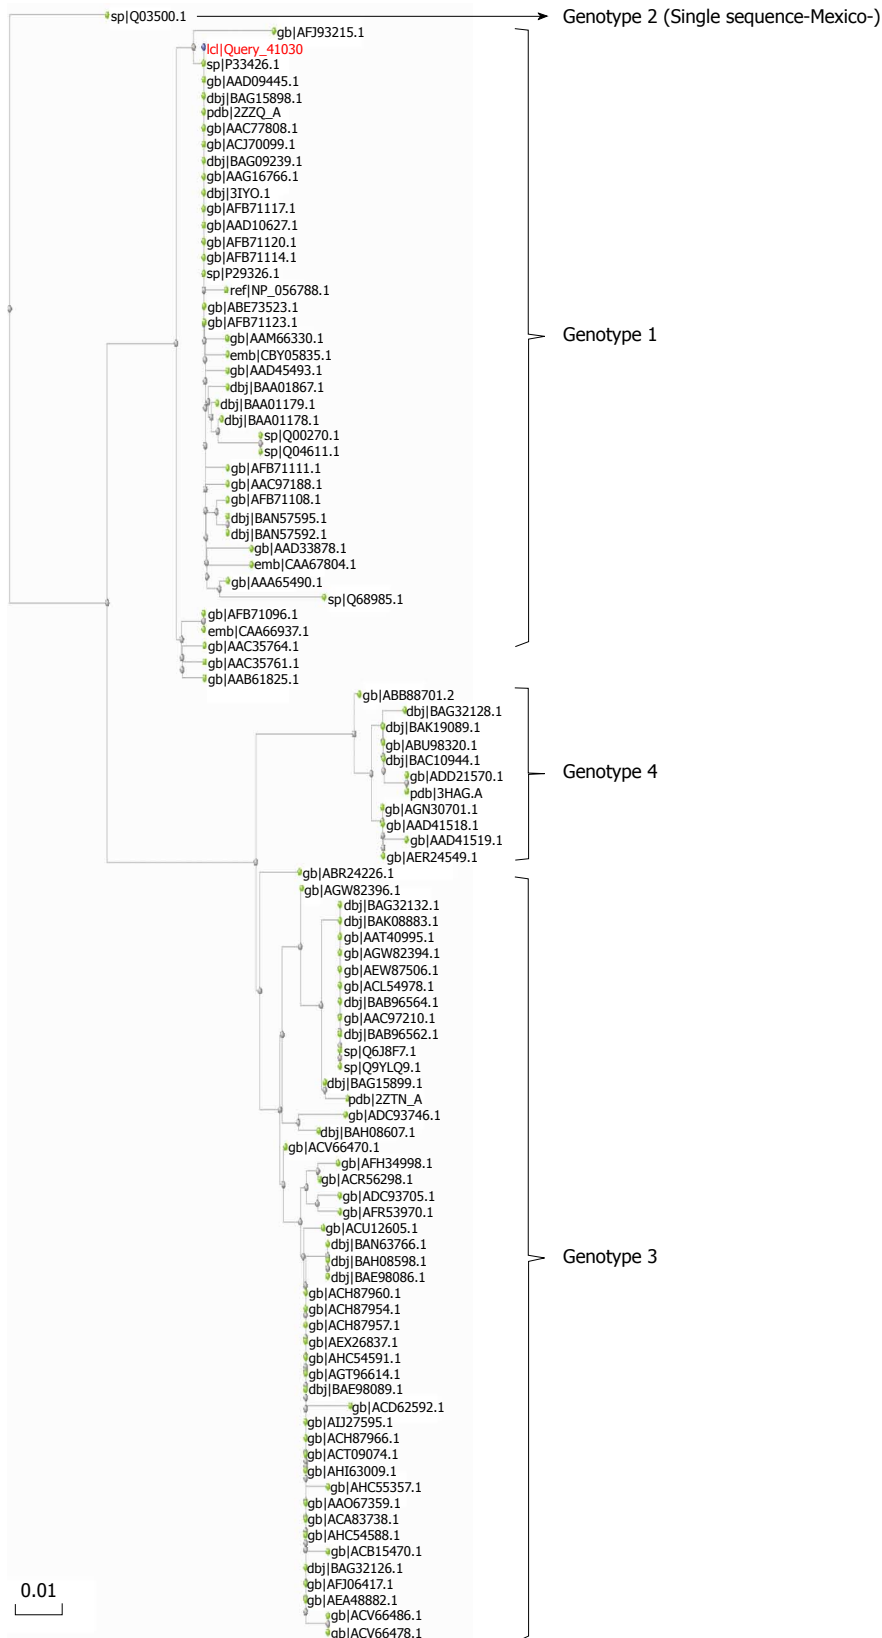 sp|Q03500.1
Genotype 2 (Single sequence-Mexico-)
gb|AFJ93215.1
lcl|Query_41030
sp|P33426.1
gb|AAD09445.1
dbj|BAG15898.1
pdb|2ZZQ_A
gb|AAC77808.1
gb|ACJ70099.1
dbj|BAG09239.1
gb|AAG16766.1
dbj|3IYO.1
gb|AFB71117.1
gb|AAD10627.1
gb|AFB71120.1
gb|AFB71114.1
sp|P29326.1
ref|NP_056788.1
gb|ABE73523.1
gb|AFB71123.1
Genotype 1
gb|AAM66330.1
emb|CBY05835.1
gb|AAD45493.1
dbj|BAA01867.1
dbj|BAA01179.1
dbj|BAA01178.1
sp|Q00270.1
sp|Q04611.1
gb|AFB71111.1
gb|AAC97188.1
gb|AFB71108.1
dbj|BAN57595.1
dbj|BAN57592.1
gb|AAD33878.1
emb|CAA67804.1
gb|AAA65490.1
sp|Q68985.1
gb|AFB71096.1
emb|CAA66937.1
gb|AAC35764.1
gb|AAC35761.1
gb|AAB61825.1
gb|ABB88701.2
dbj|BAG32128.1
dbj|BAK19089.1
gb|ABU98320.1
dbj|BAC10944.1
Genotype 4
gb|ADD21570.1
pdb|3HAG.A
gb|AGN30701.1
gb|AAD41518.1
gb|AAD41519.1
gb|AER24549.1
gb|ABR24226.1
gb|AGW82396.1
dbj|BAG32132.1
dbj|BAK08883.1
gb|AAT40995.1
gb|AGW82394.1
gb|AEW87506.1
gb|ACL54978.1
dbj|BAB96564.1
gb|AAC97210.1
dbj|BAB96562.1
sp|Q6J8F7.1
sp|Q9YLQ9.1
dbj|BAG15899.1
pdb|2ZTN_A
gb|ADC93746.1
dbj|BAH08607.1
gb|ACV66470.1
gb|AFH34998.1
gb|ACR56298.1
gb|ADC93705.1
gb|AFR53970.1
gb|ACU12605.1
dbj|BAN63766.1
Genotype 3
dbj|BAH08598.1
dbj|BAE98086.1
gb|ACH87960.1
gb|ACH87954.1
gb|ACH87957.1
gb|AEX26837.1
gb|AHC54591.1
gb|AGT96614.1
dbj|BAE98089.1
gb|ACD62592.1
gb|AIJ27595.1
gb|ACH87966.1
gb|ACT09074.1
gb|AHI63009.1
gb|AHC55357.1
gb|AAO67359.1
gb|ACA83738.1
gb|AHC54588.1
gb|ACB15470.1
dbj|BAG32126.1
gb|AFJ06417.1
gb|AEA48882.1
gb|ACV66486.1
gb|ACV66478.1
0.01